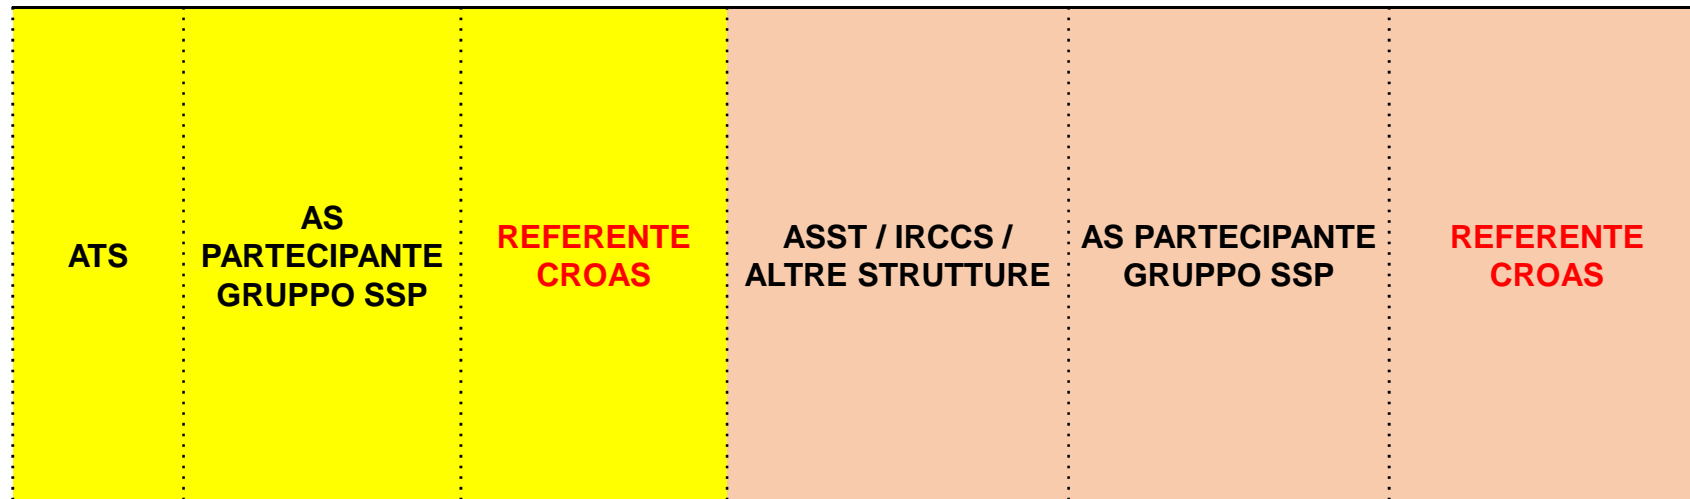 ATS
AS
PARTECIPANTE
GRUPPO SSP
REFERENTE
CROAS
ASST / IRCCS /
ALTRE STRUTTURE
AS PARTECIPANTE
GRUPPO SSP
REFERENTE
CROAS